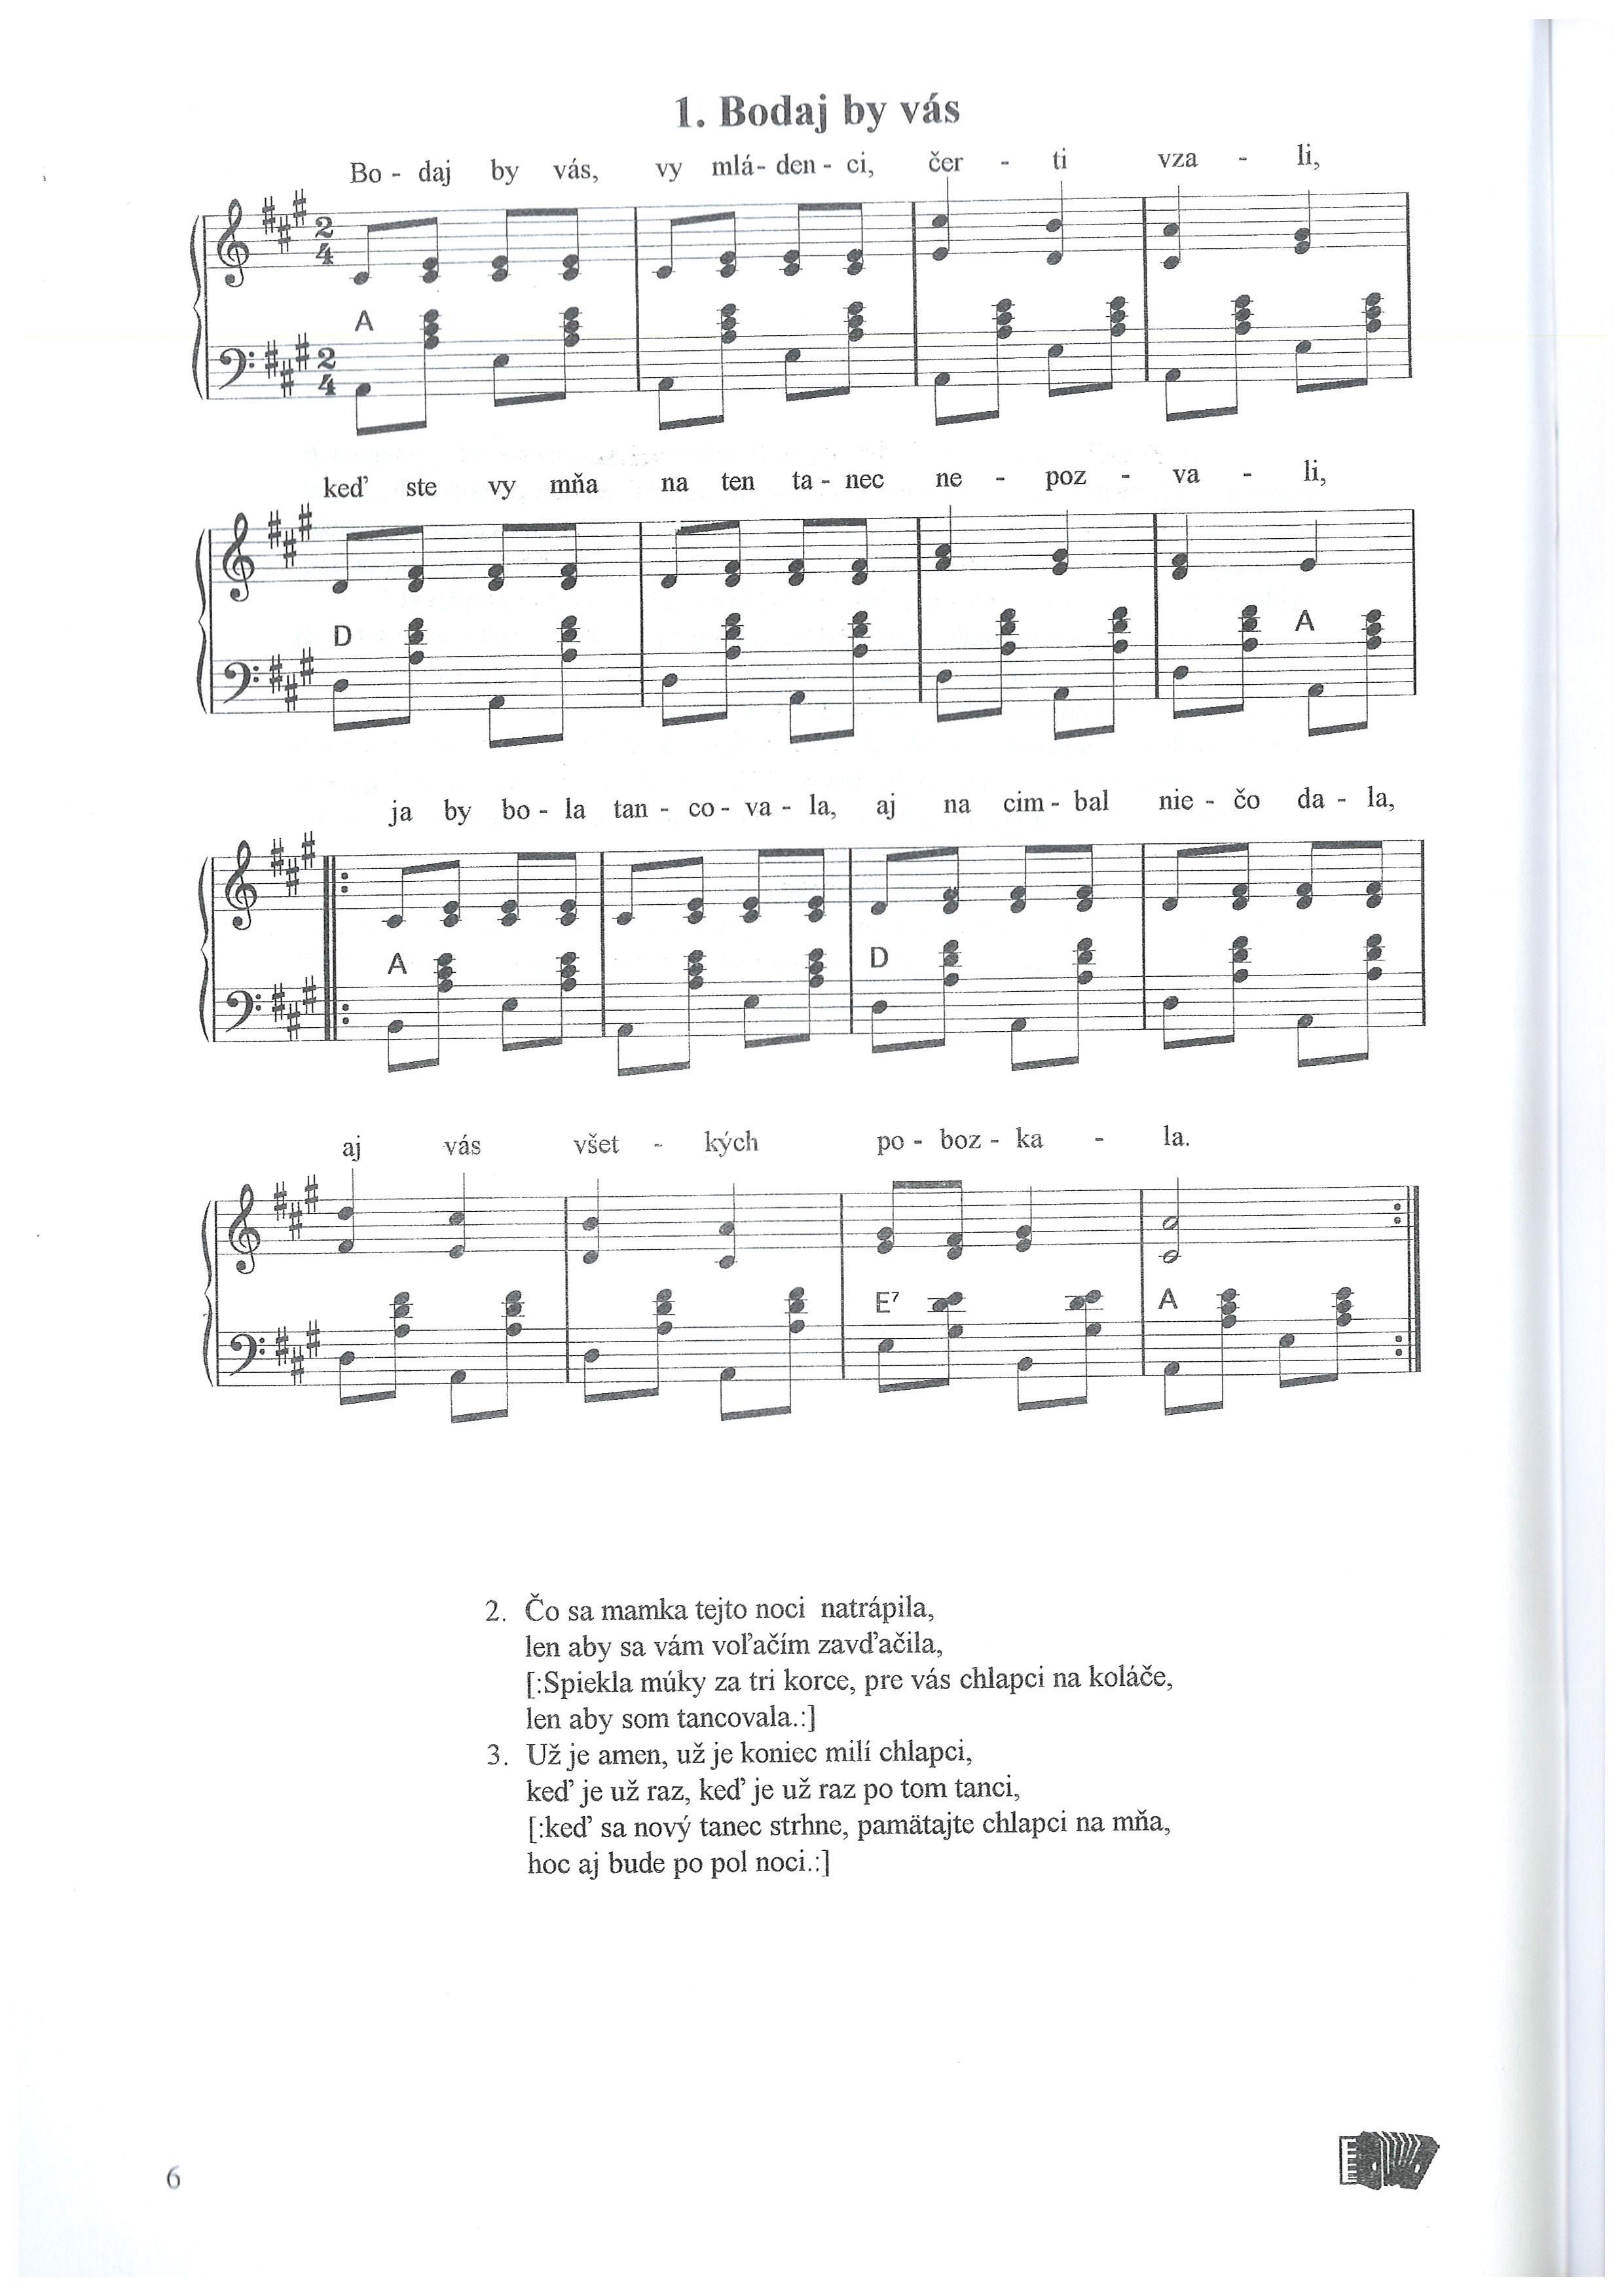 1. Bodaj by vás
Bo - daj by vás, vy mlá - den - ci, čer - ti vza - li,
A
keď ste vy mňa na ten ta - nec ne - poz - va - li,
D A
ja by bo - la tan - co - va - la, aj na cim - bal nie - čo da - la,
A D
aj vás všet - kých po - boz - ka - la.
E7 A
2. Čo sa mamka tejto noci natrápila,
len aby sa vám voľačím zavďačila,
[:Spiekla múky za tri korce, pre vás chlapci na koláče,
len aby som tancovala.:]
3. Už je amen, už je koniec milí chlapci,
keď je už raz, keď je už raz po tom tanci,
[:keď sa nový tanec strhne, pamätajte chlapci na mňa,
hoc aj bude po pol noci.:]
6